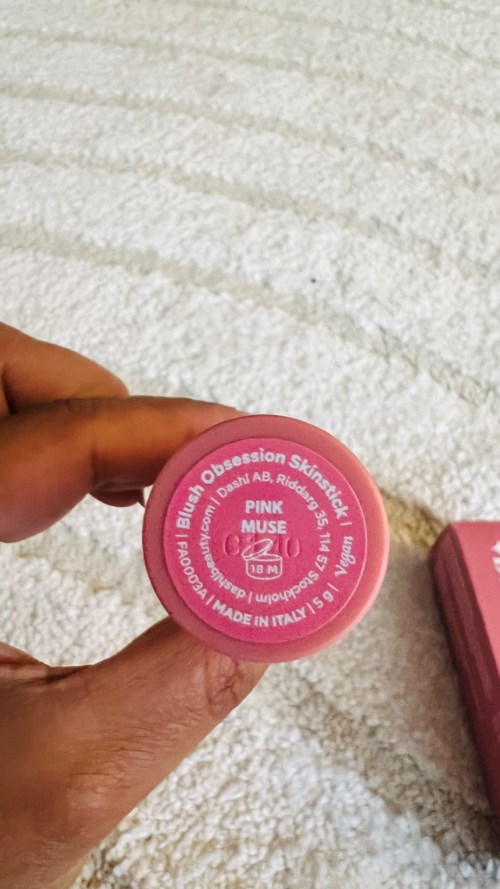 Blush Obsession Skinstick |
Dashl AB, Riddarg 35, 114 57 Stockholm | dashlbeauty.com |
Vegan
| FA0003A | MADE IN ITALY | 5 g |
PINK
MUSE
18 M